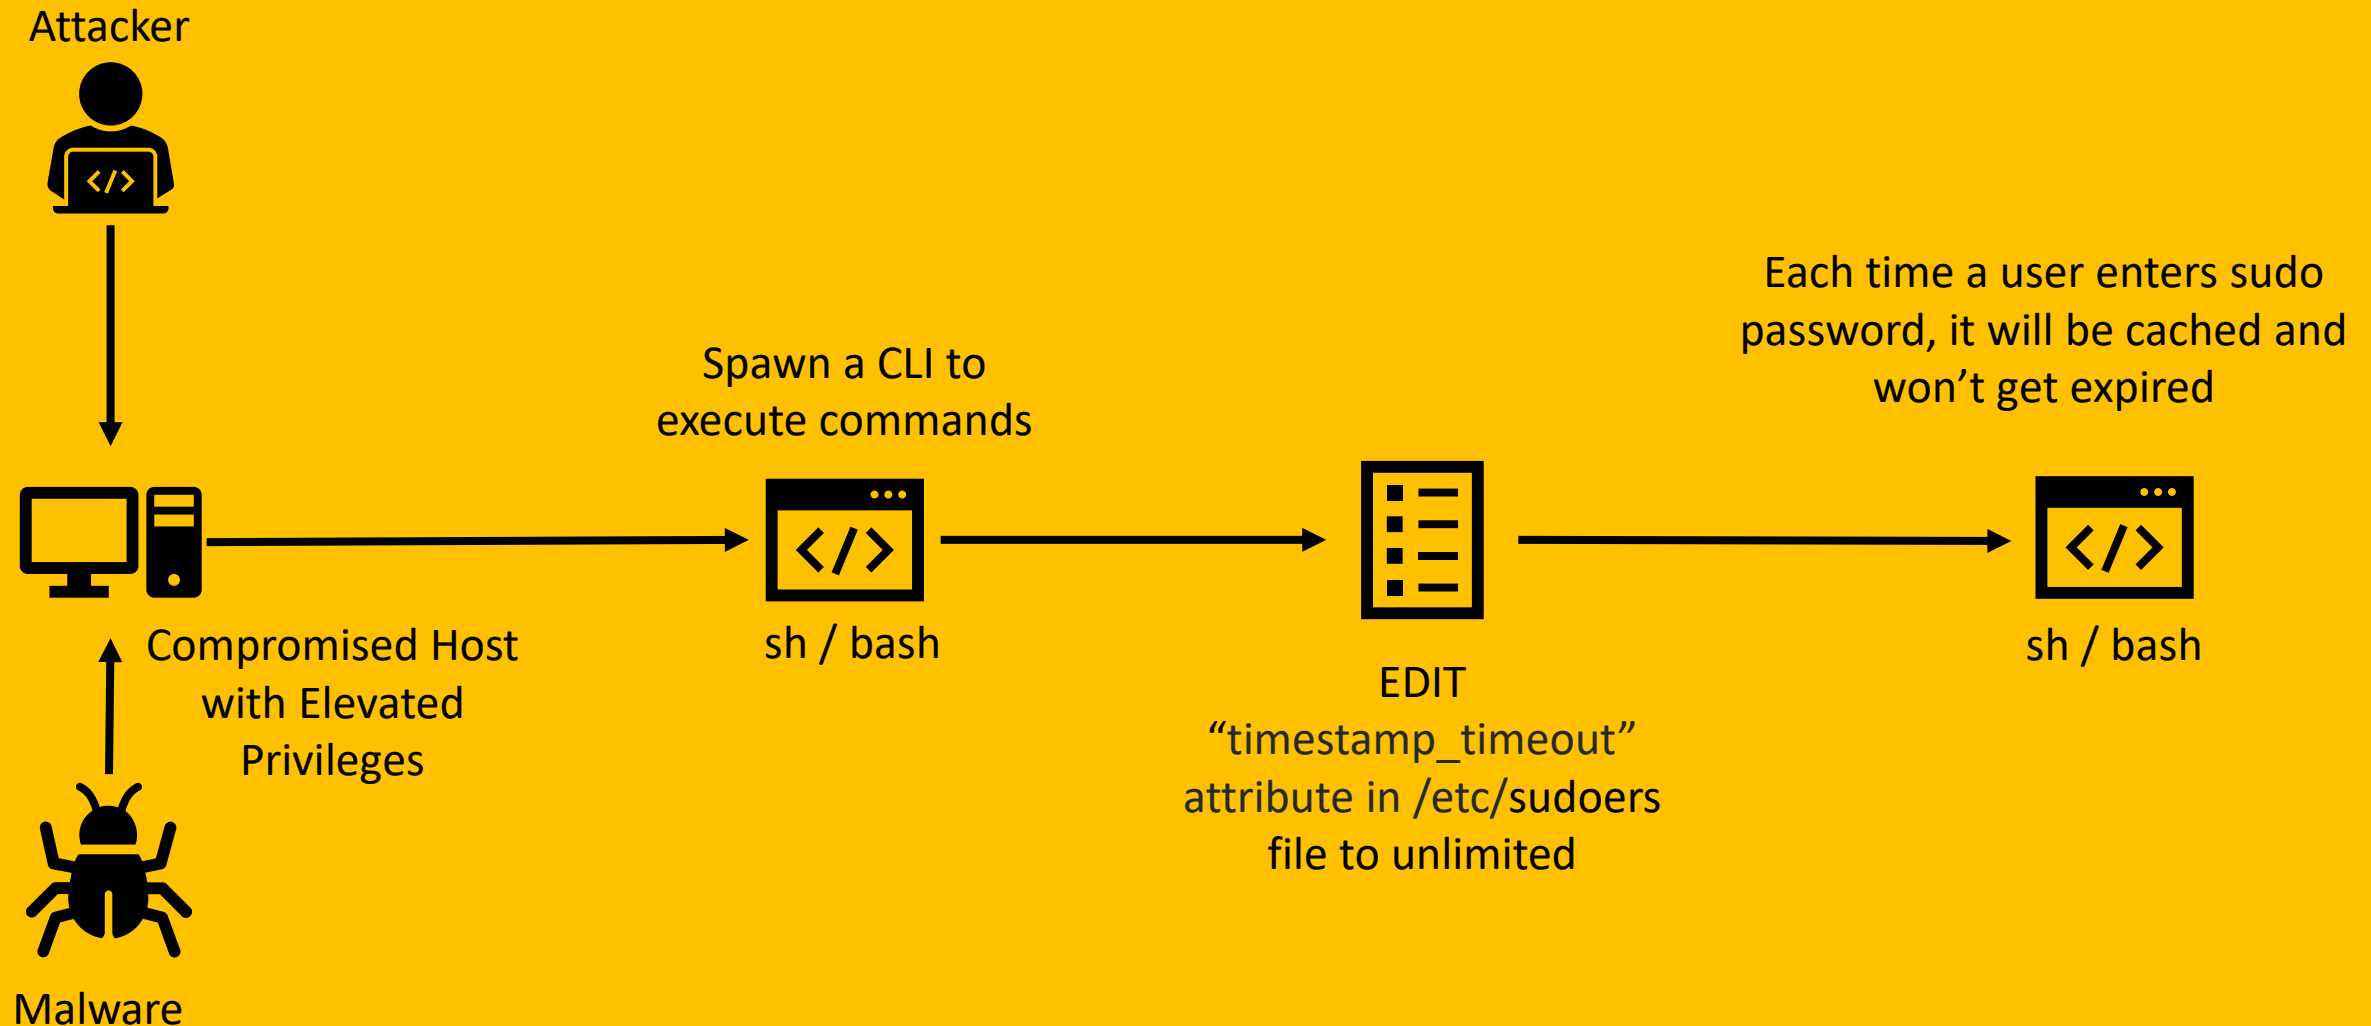 Attacker
Each time a user enters sudo
password, it will be cached and
won’t get expired
Spawn a CLI to
execute commands
Compromised Host
with Elevated
Privileges
sh / bash
sh / bash
EDIT
“timestamp_timeout”
attribute in /etc/sudoers
file to unlimited
Malware